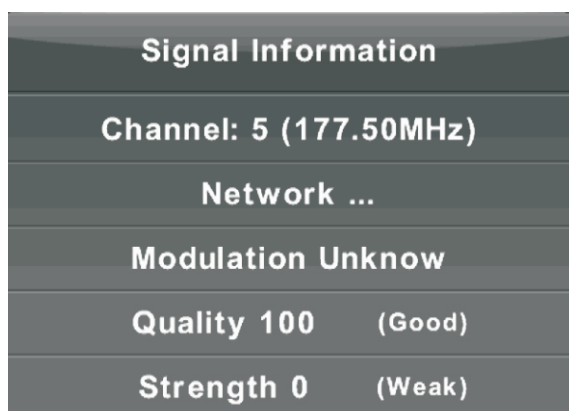 Signal Information
Channel: 5 (177.50MHz)
Network ...
Modulation Unknow
Quality 100 (Good)
Strength 0 (Weak)